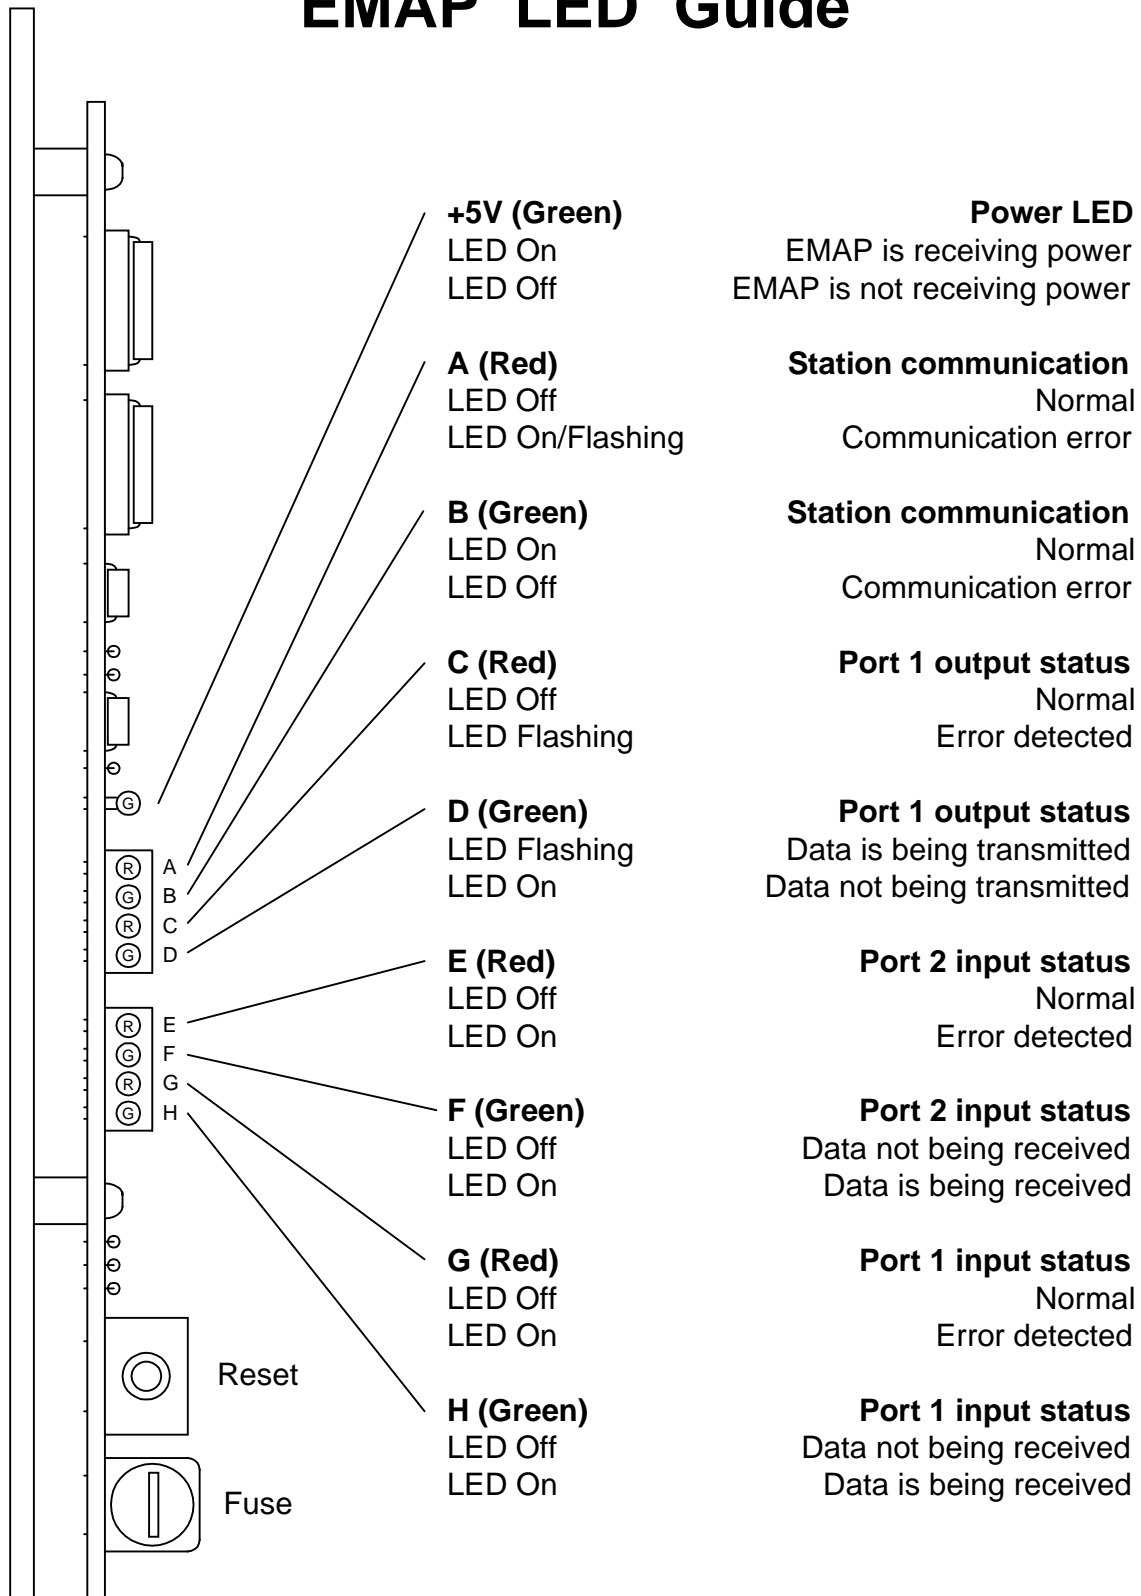 EMAP LED Guide
+5V (Green) Power LED
LED On EMAP is receiving power
LED Off EMAP is not receiving power
A (Red) Station communication
LED Off Normal
LED On/Flashing Communication error
B (Green) Station communication
LED On Normal
LED Off Communication error
C (Red) Port 1 output status
LED Off Normal
LED Flashing Error detected
G
D (Green) Port 1 output status
LED Flashing Data is being transmitted
LED On Data not being transmitted
R A
G B
R C
G D
E (Red) Port 2 input status
LED Off Normal
LED On Error detected
R E
G F
R G
G H
F (Green) Port 2 input status
LED Off Data not being received
LED On Data is being received
G (Red) Port 1 input status
LED Off Normal
LED On Error detected
Reset
H (Green) Port 1 input status
LED Off Data not being received
LED On Data is being received
Fuse